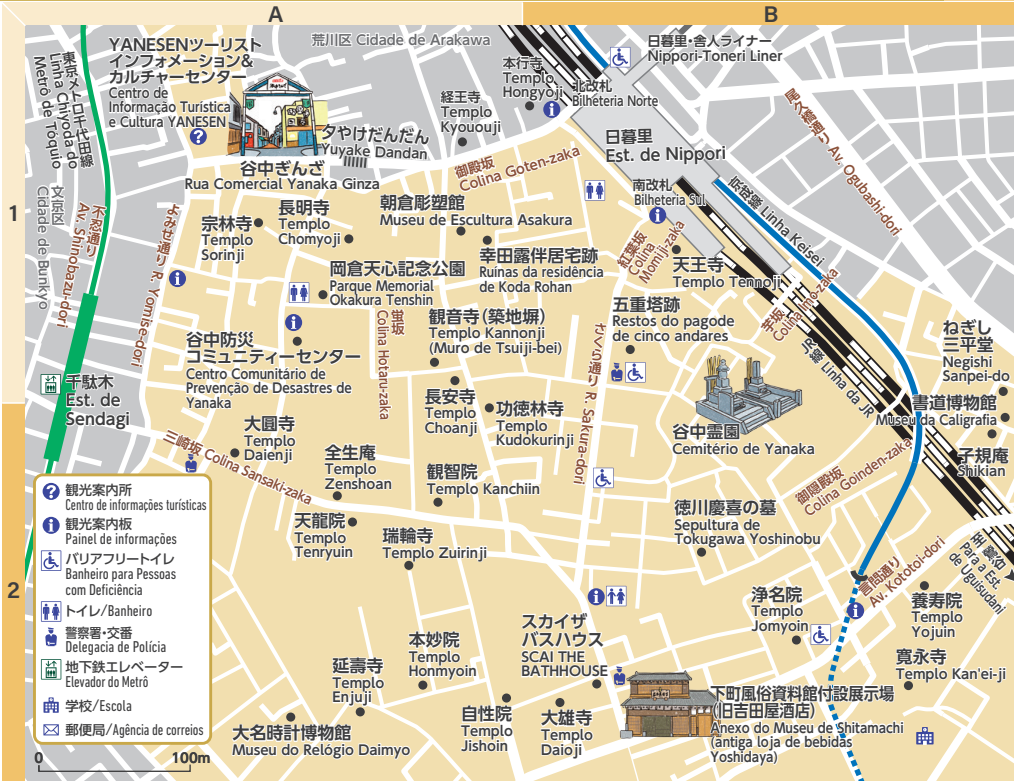 A
B
1
2
YANESENツーリスト
インフォメーション&
カルチャーセンター
Centro de
Informação Turística
e Cultura YANESEN
荒川区 Cidade de Arakawa
日暮里・舎人ライナー
Nippori-Toneri Liner
本行寺
Templo
Hongyoji
北改札
Bilheteria Norte
経王寺
Templo
Kyououji
東京メトロ千代田線
Linha Chiyoda do
Metrô de Tóquio
文京区
Cidade de Bunkyo
不忍通り
Av. Shinobazu-dori
よみせ通り R. Yomise-dori
夕やけだんだん
Yuyake Dandan
谷中ぎんざ
Rua Comercial Yanaka Ginza
御殿坂
Colina Goten-zaka
日暮里
Est. de Nippori
南改札
Bilheteria Sul
京成線 Linha Keisei
尾久橋通り Av. Ogubashi-dori
宗林寺
Templo
Sorinji
長明寺
Templo
Chomyoji
朝倉彫塑館
Museu de Escultura Asakura
幸田露伴居宅跡
Ruínas da residência
de Koda Rohan
紅葉坂
Colina
Momiji-zaka
天王寺
Templo Tennoji
芋坂
Colina Imo-zaka
岡倉天心記念公園
Parque Memorial
Okakura Tenshin
蛍坂
Colina Hotaru-zaka
観音寺(築地塀)
Templo Kannonji
(Muro de Tsuiji-bei)
さくら通り R. Sakura-dori
五重塔跡
Restos do pagode
de cinco andares
JR線 Linha da JR
ねぎし
三平堂
Negishi
Sanpei-do
谷中防災
コミュニティーセンター
Centro Comunitário de
Prevenção de Desastres de
Yanaka
千駄木
Est. de
Sendagi
長安寺
Templo
Choanji
功徳林寺
Templo
Kudokurinji
谷中霊園
Cemitério de Yanaka
書道博物館
Museu da Caligrafia
子規庵
Shikian
大圓寺
Templo
Daienji
三崎坂 Colina Sansaki-zaka
全生庵
Templo
Zenshoan
観智院
Templo Kanchiin
御隠殿坂
Colina Goinden-zaka
天龍院
Templo
Tenryuin
瑞輪寺
Templo Zuirinji
徳川慶喜の墓
Sepultura de
Tokugawa Yoshinobu
至 鶯谷
Para a Est.
de Uguisudani
言問通り
Av. Kototoi-dori
浄名院
Templo
Jomyoin
養寿院
Templo
Yojuin
寛永寺
Templo Kan'ei-ji
スカイザ
バスハウス
SCAI THE
BATHHOUSE
本妙院
Templo
Honmyoin
延壽寺
Templo
Enjuji
自性院
Templo
Jishoin
大雄寺
Templo
Daioji
大名時計博物館
Museu do Relógio Daimyo
下町風俗資料館付設展示場
(旧吉田屋酒店)
Anexo do Museu de Shitamachi
(antiga loja de bebidas
Yoshidaya)
観光案内所
Centro de informações turísticas
観光案内板
Painel de informações
バリアフリートイレ
Banheiro para Pessoas
com Deficiência
トイレ/Banheiro
警察署・交番
Delegacia de Polícia
地下鉄エレベーター
Elevador do Metrô
学校/Escola
郵便局/Agência de correios
0
100m